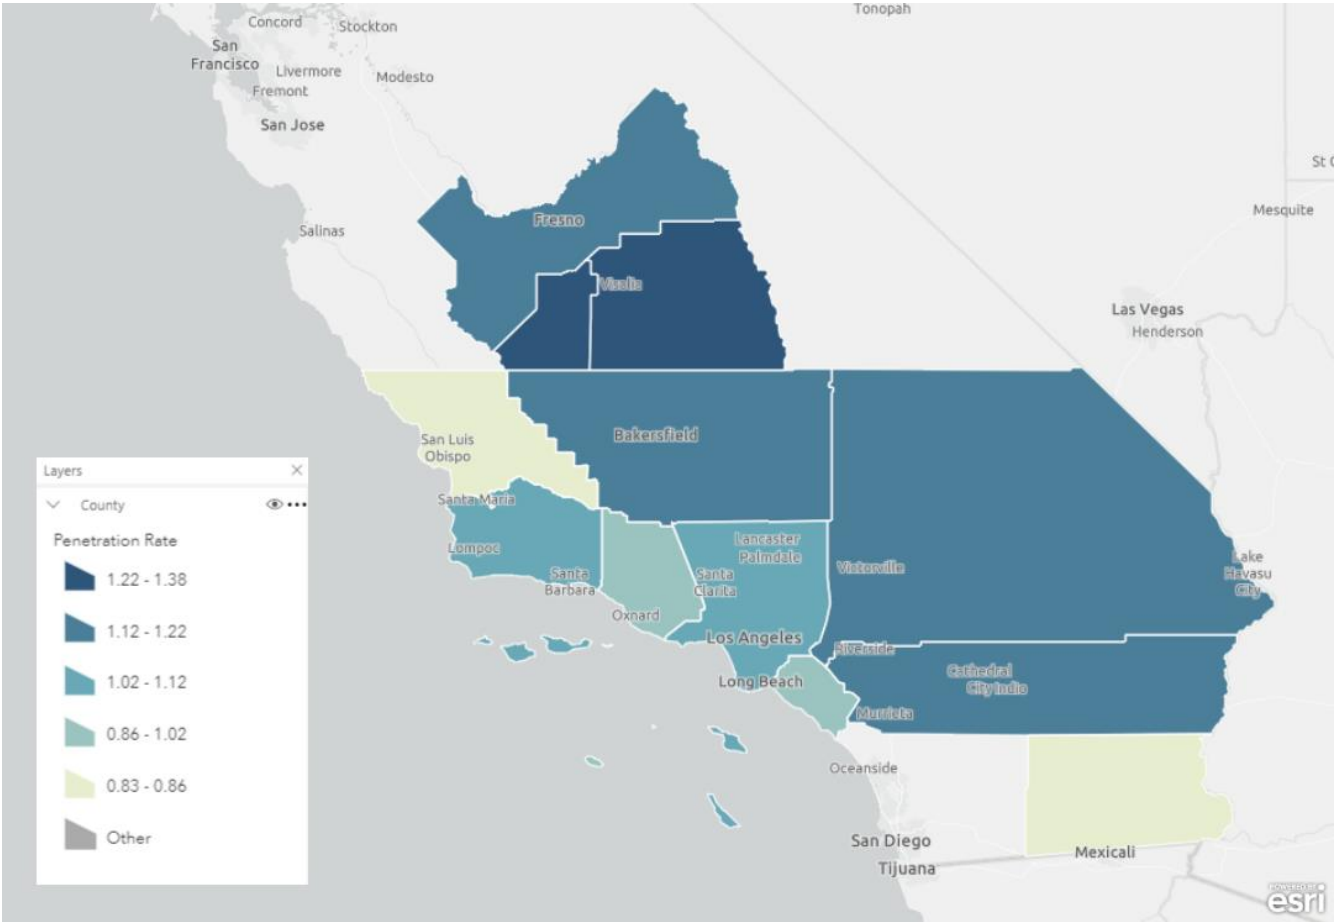 Tonopah
Concord
Stockton
San
Francisco
Livermore
Modesto
Fremont
San Jose
St
Mesquite
Fresno
Salinas
Visalia
Las Vegas
Henderson
Bakersfield
San Luis
Obispo
Layers
County
Santa Maria
Penetration Rate
Lancaster
Palmdale
Lompoc
Santa
Barbara
Santa
Clarita
Victorville
Lake
Havasu
City
1.22 - 1.38
Oxnard
1.12 - 1.22
Los Angeles
Riverside
Cathedral
City Indio
1.02 - 1.12
Long Beach
Murrieta
0.86 - 1.02
Oceanside
0.83 - 0.86
Other
San Diego
Mexicali
Tijuana
POWERED BY
esri